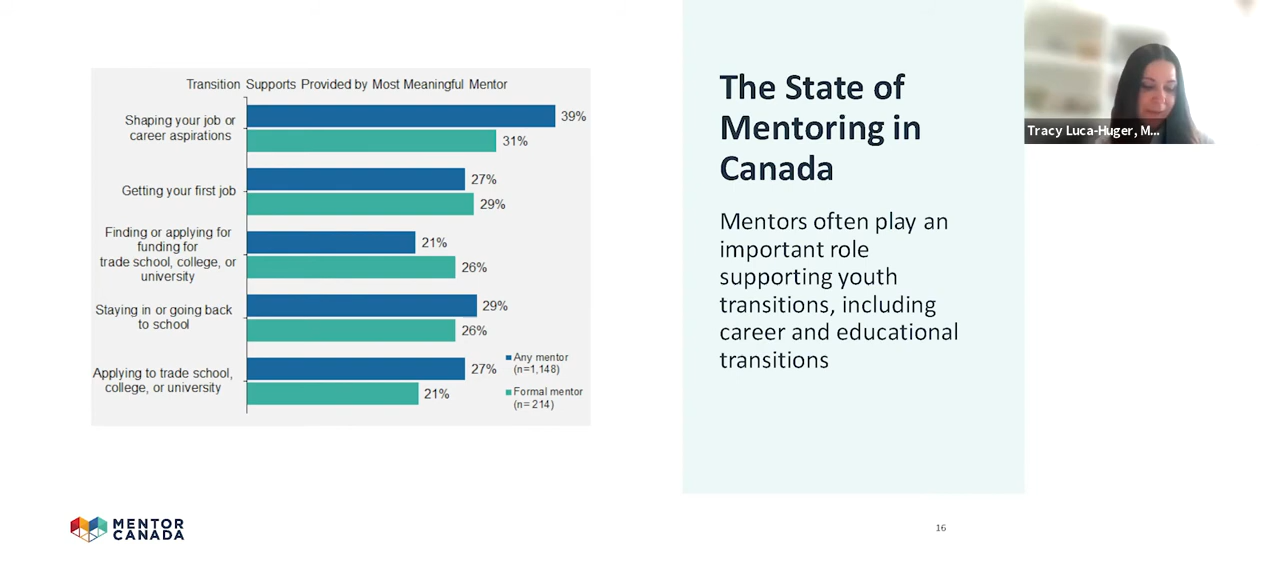 Transition Supports Provided by Most Meaningful Mentor
Shaping your job or
career aspirations
39%
31%
Getting your first job
27%
29%
Finding or applying for
funding for
trade school, college, or
university
21%
26%
Staying in or going back
to school
29%
26%
Applying to trade school,
college, or university
27%
21%
Any mentor
(n=1,148)
Formal mentor
(n= 214)
The State of
Mentoring in
Canada
Mentors often play an
important role
supporting youth
transitions, including
career and educational
transitions
Tracy Luca-Huger, M...
MENTOR
CANADA
16